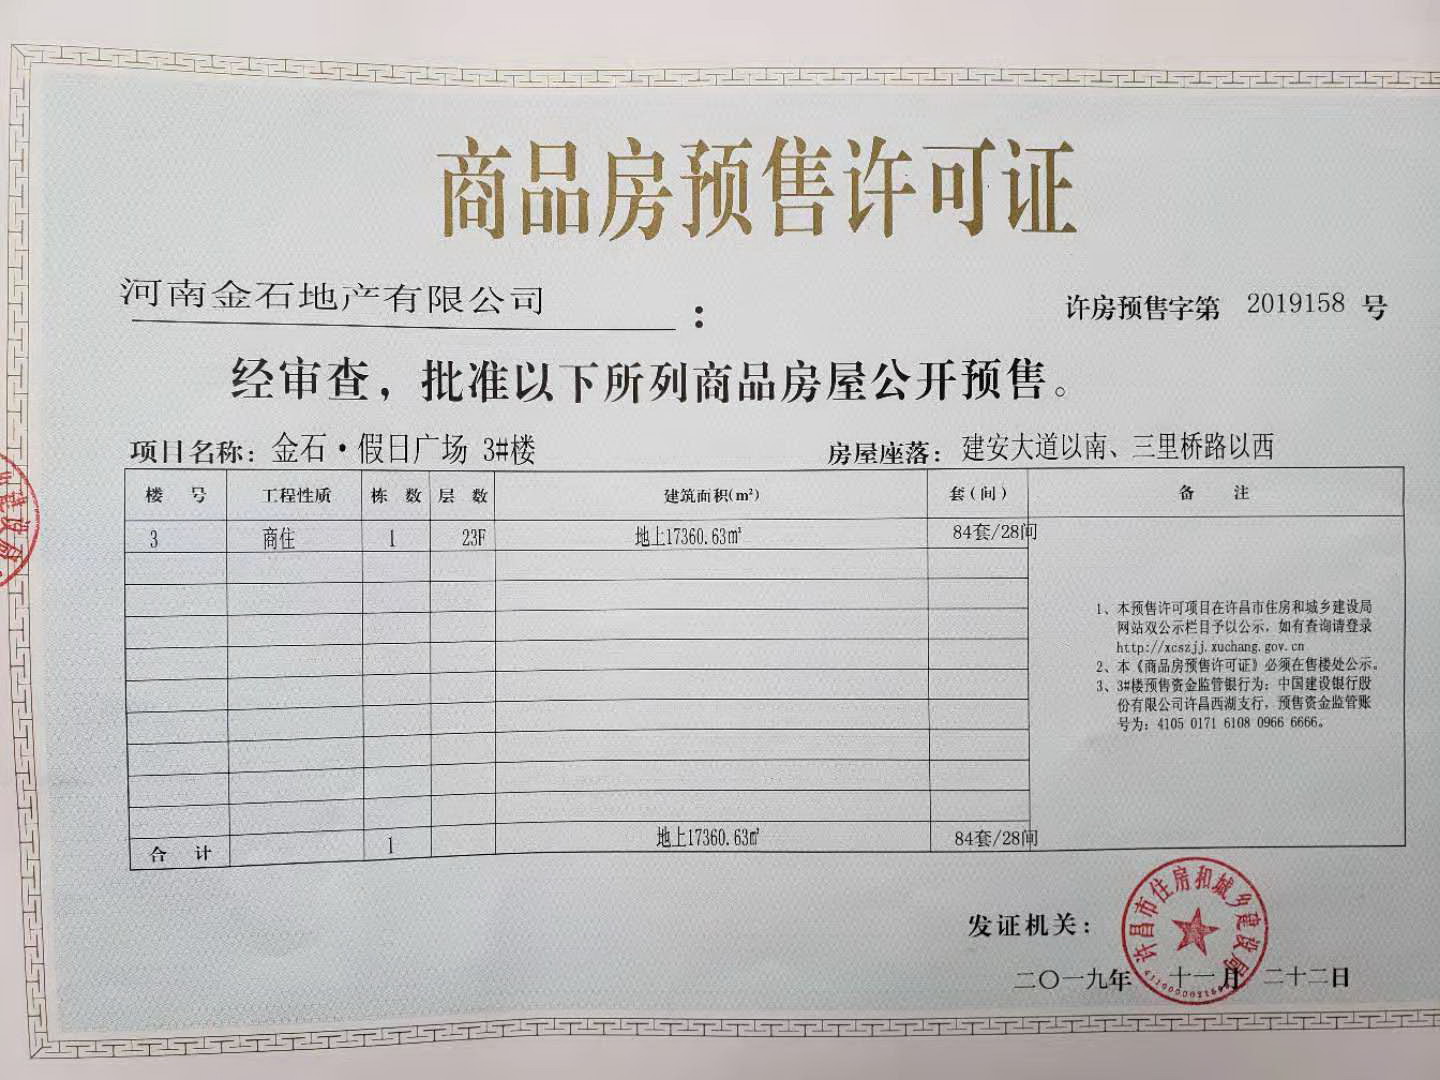 商品房预售许可证
河南金石地产有限公司：
许房预售字第 2019158 号
经审查，批准以下所列商品房屋公开预售。
项目名称：金石·假日广场 3#楼
房屋座落：建安大道以南、三里桥路以西
楼 号 工程性质 栋 数 层 数 建筑面积(m²) 套(间) 备 注
3 商住 1 23F 地上17360.63㎡ 84套/28间
1、本预售许可项目在许昌市住房和城乡建设局
网站双公示栏目予以公示，如有查询请登录
http://xcszjj.xuchang.gov.cn
2、本《商品房预售许可证》必须在售楼处公示。
3、3#楼预售资金监管银行为：中国建设银行股
份有限公司许昌西湖支行，预售资金监管账
号为：4105 0171 6108 0966 6666。
合 计 1 地上17360.63㎡ 84套/28间
发证机关：
许昌市住房和城乡建设局
二〇一九年 十一月 二十二日